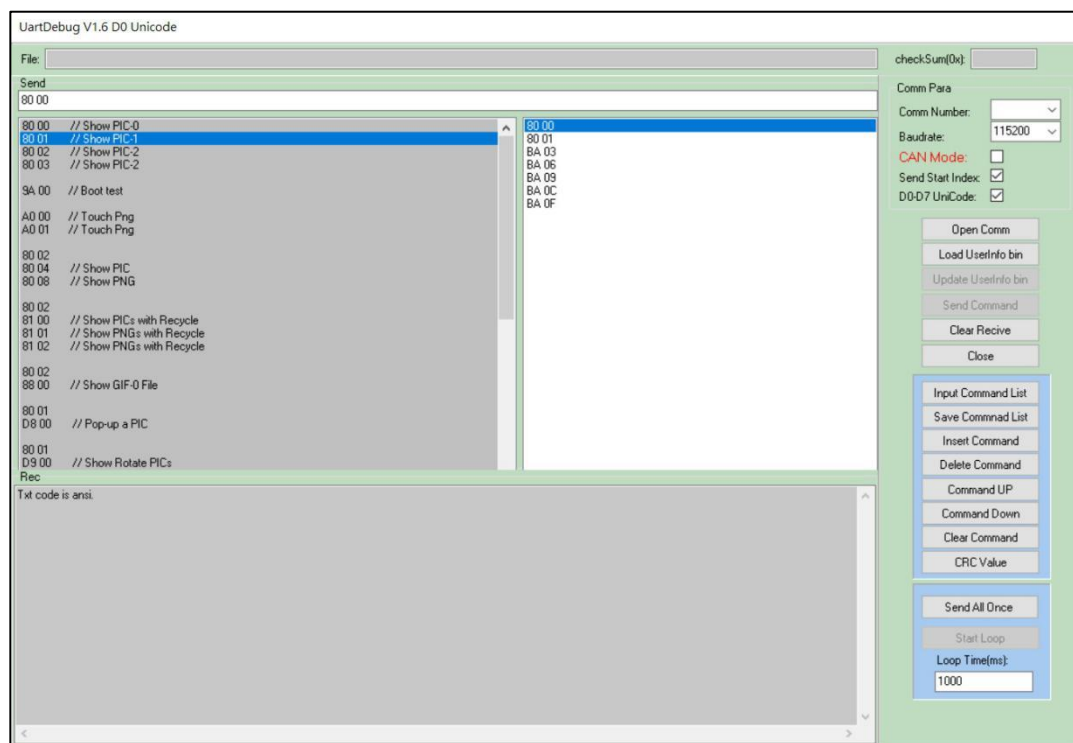 UartDebug V1.6 D0 Unicode
File:
checkSum(0x):
Send
80 00
80 00 // Show PIC-0
80 01 // Show PIC-1
80 02 // Show PIC-2
80 03 // Show PIC-2
9A 00 // Boot test
A0 00 // Touch Png
A0 01 // Touch Png
80 02
80 04 // Show PIC
80 08 // Show PNG
80 02
81 00 // Show PICs with Recycle
81 01 // Show PNGs with Recycle
81 02 // Show PNGs with Recycle
80 02
88 00 // Show GIF-0 File
80 01
D8 00 // Pop-up a PIC
80 01
D9 00 // Show Rotate PICs
80 00
80 01
BA 03
BA 06
BA 09
BA 0C
BA 0F
Rec
Txt code is ansi.
Comm Para
Comm Number:
Baudrate: 115200
CAN Mode:
Send Start Index:
D0-D7 UniCode:
Open Comm
Load UserInfo bin
Update UserInfo bin
Send Command
Clear Recive
Close
Input Command List
Save Commnad List
Insert Command
Delete Command
Command UP
Command Down
Clear Command
CRC Value
Send All Once
Start Loop
Loop Time(ms):
1000